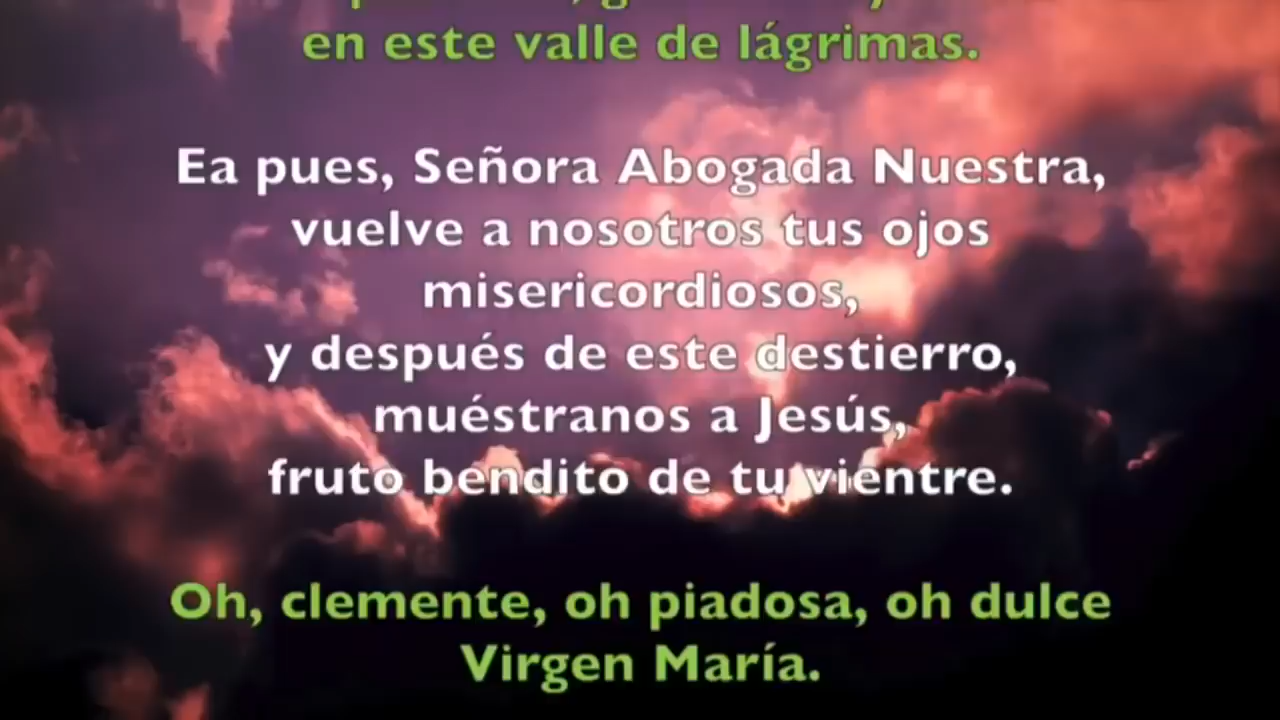 en este valle de lágrimas.
Ea pues, Señora Abogada Nuestra,
vuelve a nosotros tus ojos
misericordiosos,
y después de este destierro,
muéstranos a Jesús,
fruto bendito de tu vientre.
Oh, clemente, oh piadosa, oh dulce
Virgen María.